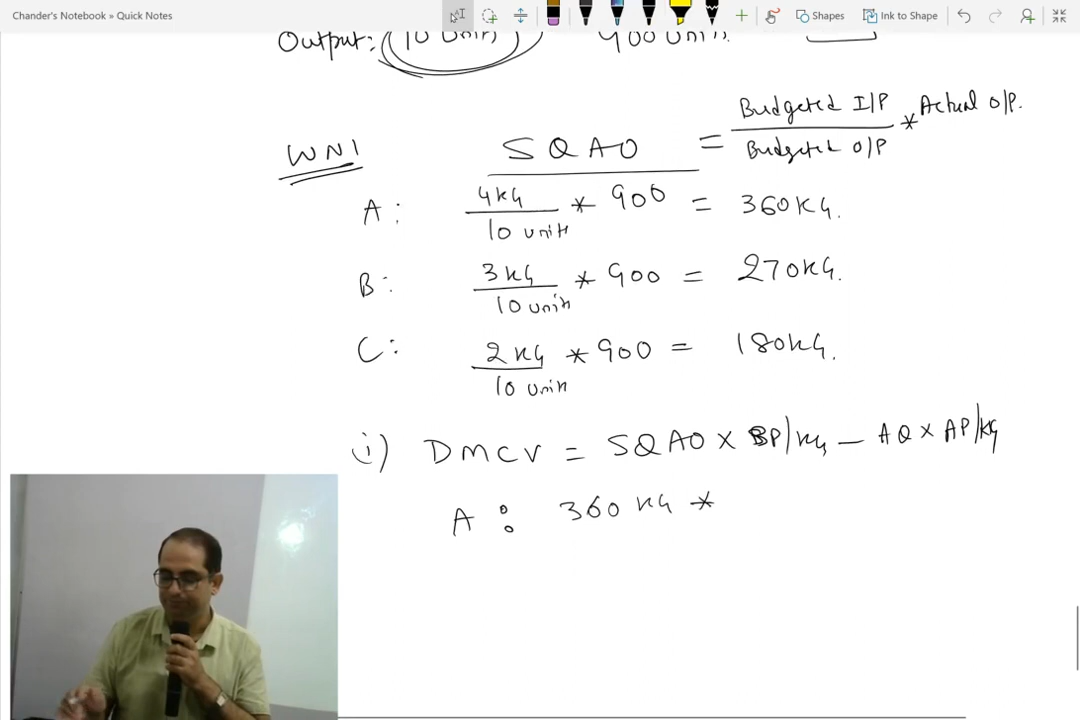 Chander's Notebook » Quick Notes
Shapes
Ink to Shape
Output: (10 Units) 900 Units.
WN1 SQAO = Budgeted I/P / Budgeted O/P * Actual O/P.
A: 4KG / 10 units * 900 = 360KG.
B: 3KG / 10 units * 900 = 270KG.
C: 2KG / 10 Units * 900 = 180KG.
i) DMCV = SQAO X SP/KG — AQ X AP/KG
A: 360 KG *